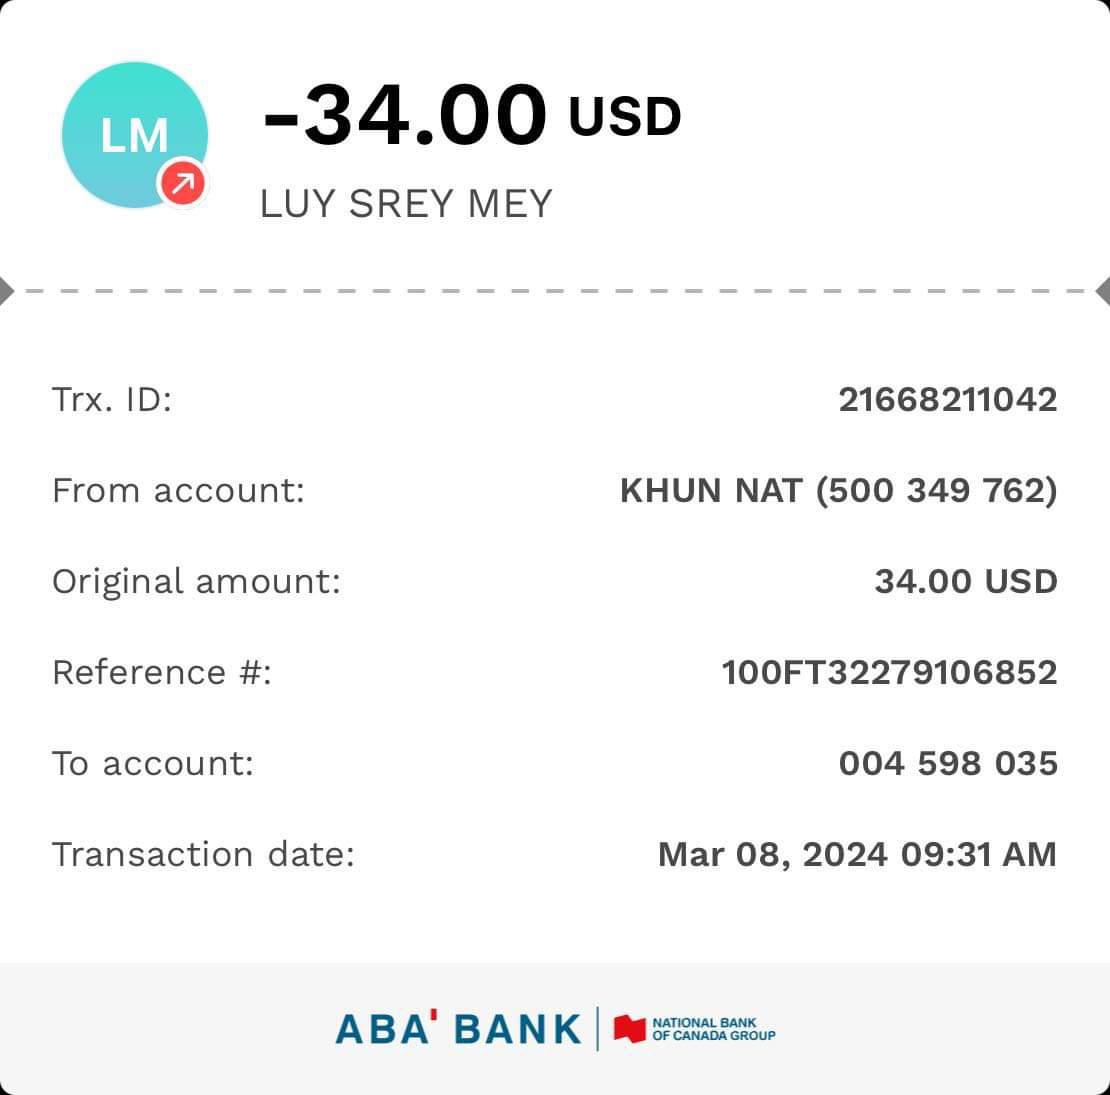 LM
-34.00 USD
LUY SREY MEY
Trx. ID: 21668211042
From account: KHUN NAT (500 349 762)
Original amount: 34.00 USD
Reference #: 100FT32279106852
To account: 004 598 035
Transaction date: Mar 08, 2024 09:31 AM
ABA' BANK
NATIONAL BANK
OF CANADA GROUP